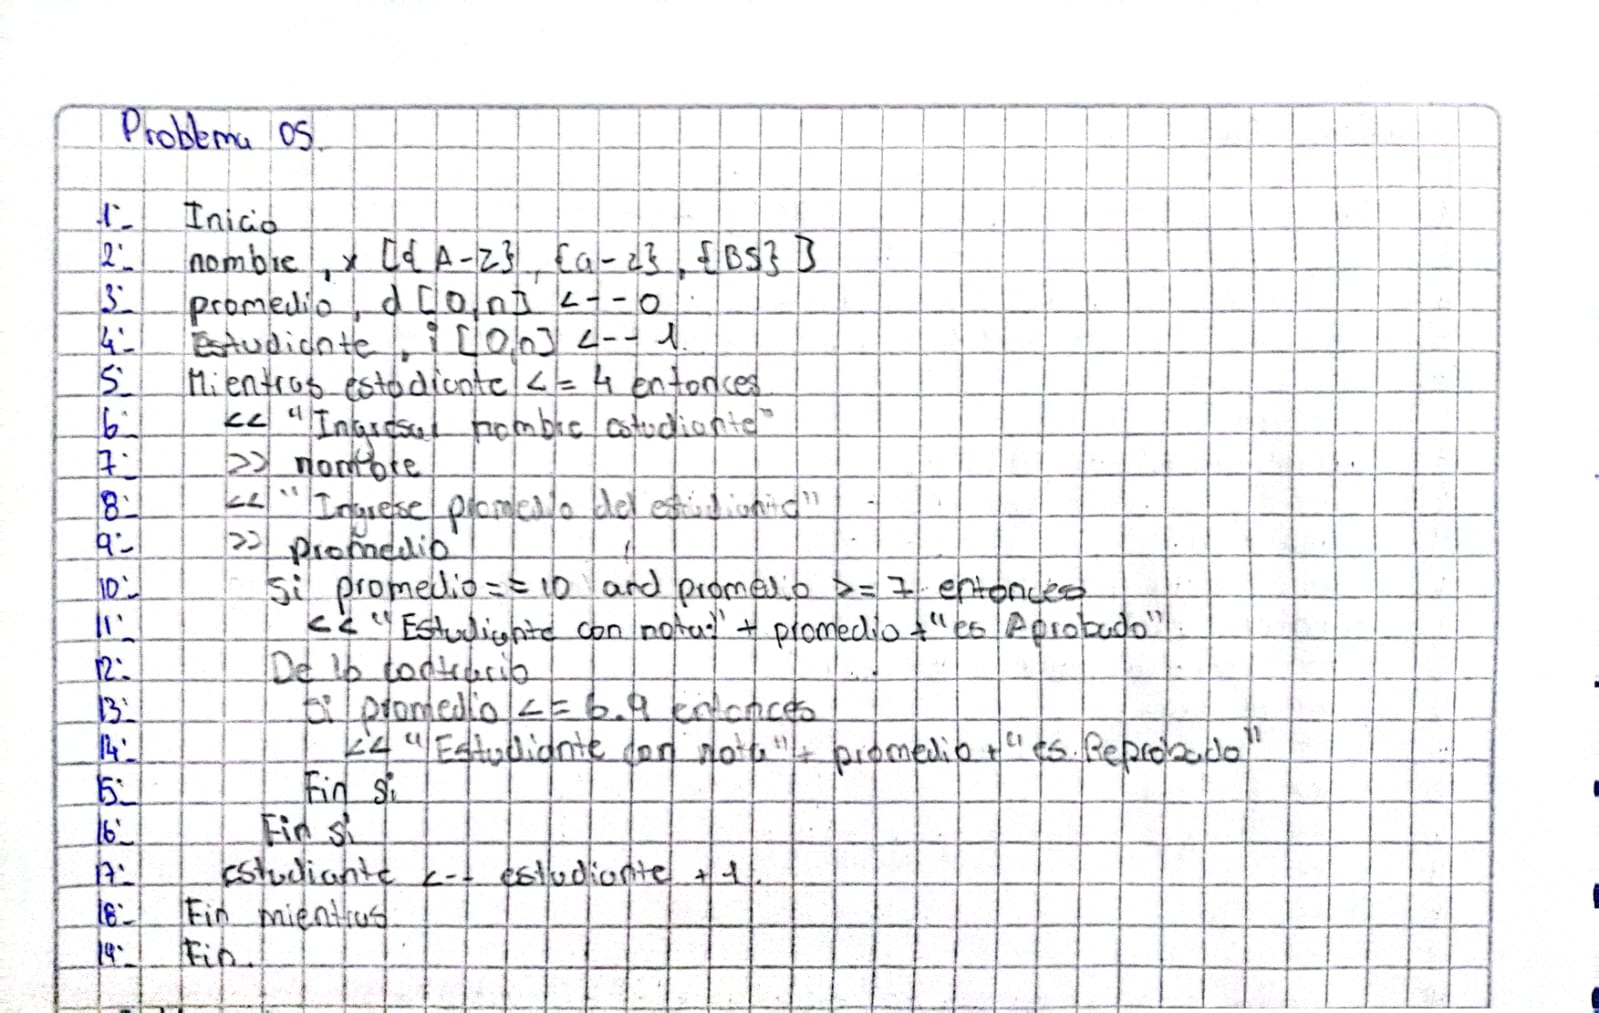 Problema 05.
1:- Inicio
2:- nombre, x [{A-Z}, {a-z}, {BS}]
3:- promedio, d [0,n] <--0
4:- Estudiante, i [0,n] <-- 1.
5:- Mientras estudiante <= 4 entonces
6:- << "Ingresar nombre estudiante"
7:- >> nombre
8:- << "Ingrese promedio del estudiante"
9:- >> promedio
10:- Si promedio == 10 and promedio >= 7 entonces
11:- << "Estudiante con nota:" + promedio + "es Aprobado".
12:- De lo contrario
13:- Si promedio <= 6.9 entonces
14:- << "Estudiante con nota" + promedio + "es Reprobado"
15:- Fin si
16:- Fin si
17:- estudiante <-- estudiante + 1.
18:- Fin mientras
19:- Fin.